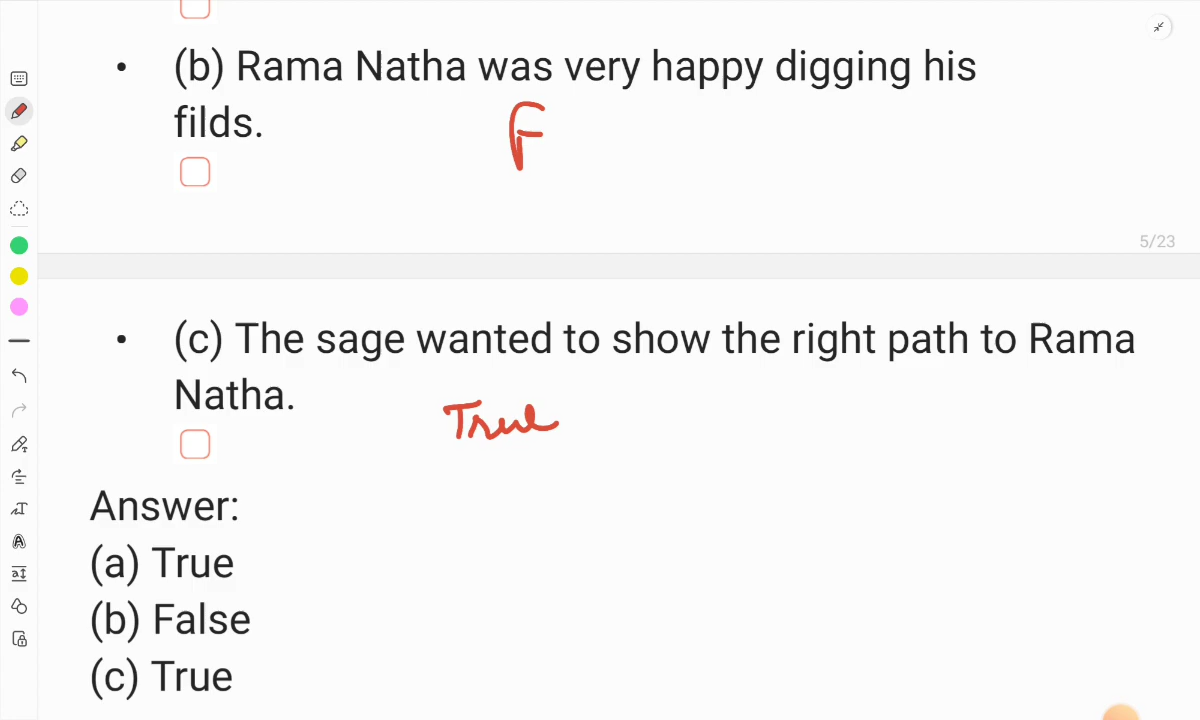 • (b) Rama Natha was very happy digging his
filds.
F
5/23
• (c) The sage wanted to show the right path to Rama
Natha.
True
Answer:
(a) True
(b) False
(c) True